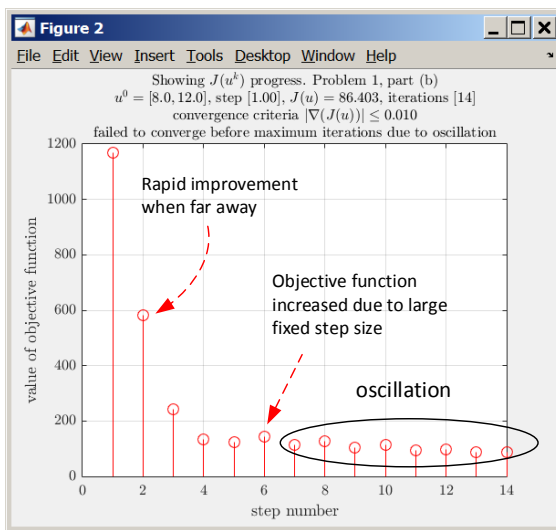 Figure 2
File Edit View Insert Tools Desktop Window Help
Showing J(u^k) progress. Problem 1, part (b)
u^0 = [8.0, 12.0], step [1.00], J(u) = 86.403, iterations [14]
convergence criteria |∇(J(u))| ≤ 0.010
failed to converge before maximum iterations due to oscillation
1200
1000
800
600
400
200
0
value of objective function
Rapid improvement
when far away
Objective function
increased due to large
fixed step size
oscillation
0 2 4 6 8 10 12 14
step number